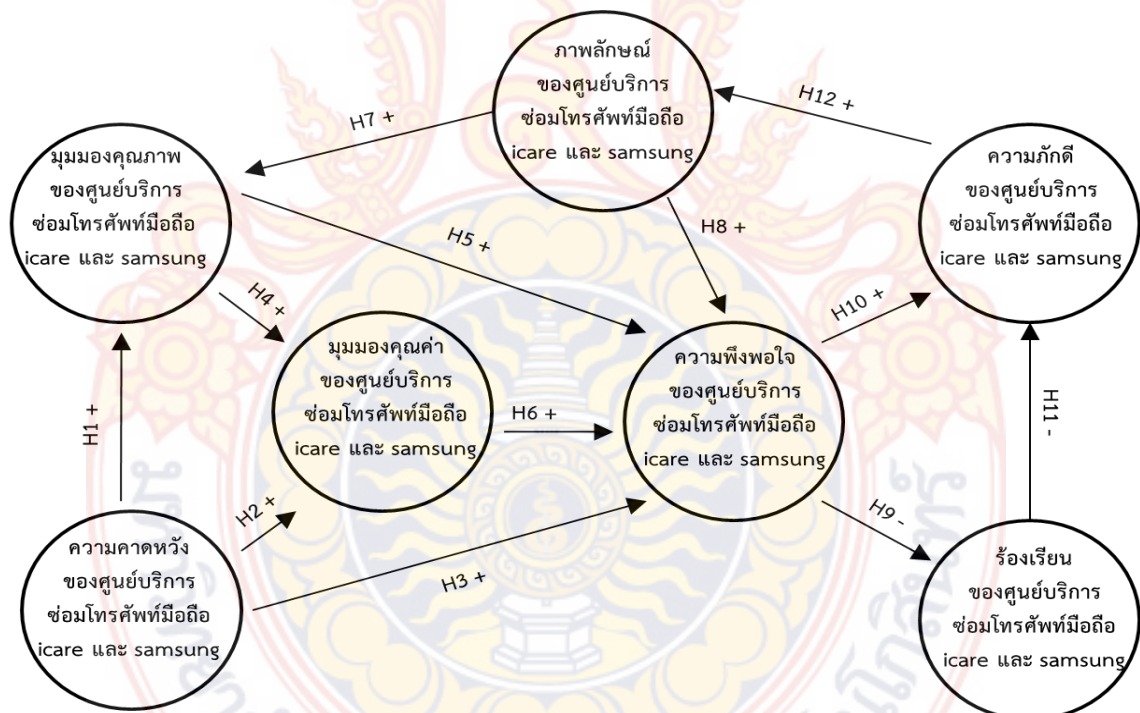 ภาพลักษณ์
ของศูนย์บริการ
ซ่อมโทรศัพท์มือถือ
icare และ samsung
H7 +
H12 +
มุมมองคุณภาพ
ของศูนย์บริการ
ซ่อมโทรศัพท์มือถือ
icare และ samsung
ความภักดี
ของศูนย์บริการ
ซ่อมโทรศัพท์มือถือ
icare และ samsung
H5 +
H8 +
H4 +
H10 +
มุมมองคุณค่า
ของศูนย์บริการ
ซ่อมโทรศัพท์มือถือ
icare และ samsung
H6 +
ความพึงพอใจ
ของศูนย์บริการ
ซ่อมโทรศัพท์มือถือ
icare และ samsung
H1 +
H11 -
H2 +
H3 +
H9 -
ความคาดหวัง
ของศูนย์บริการ
ซ่อมโทรศัพท์มือถือ
icare และ samsung
ร้องเรียน
ของศูนย์บริการ
ซ่อมโทรศัพท์มือถือ
icare และ samsung